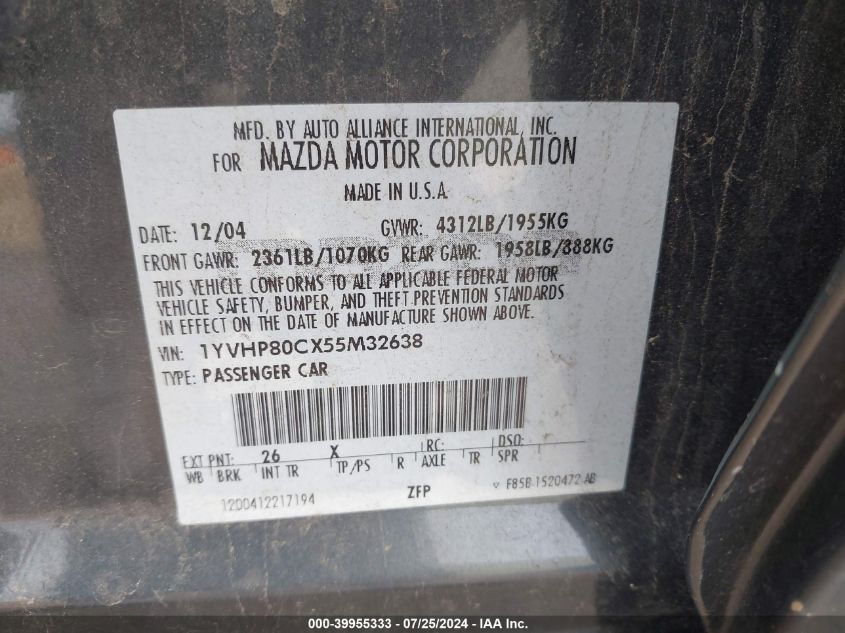 MFD. BY AUTO ALLIANCE INTERNATIONAL, INC.
FOR MAZDA MOTOR CORPORATION
MADE IN U.S.A.
DATE: 12/04 GVWR: 4312LB/1955KG
FRONT GAWR: 2361LB/1070KG REAR GAWR: 1958LB/888KG
THIS VEHICLE CONFORMS TO ALL APPLICABLE FEDERAL MOTOR
VEHICLE SAFETY, BUMPER, AND THEFT PREVENTION STANDARDS
IN EFFECT ON THE DATE OF MANUFACTURE SHOWN ABOVE.
VIN: 1YVHP80CX55M32638
TYPE: PASSENGER CAR
EXT PNT: 26 X RC: DSO:
WB BRK INT TR TP/PS R AXLE TR SPR
1200412217194 ZFP F85B-1520472-AB
000-39955333 - 07/25/2024 - IAA Inc.